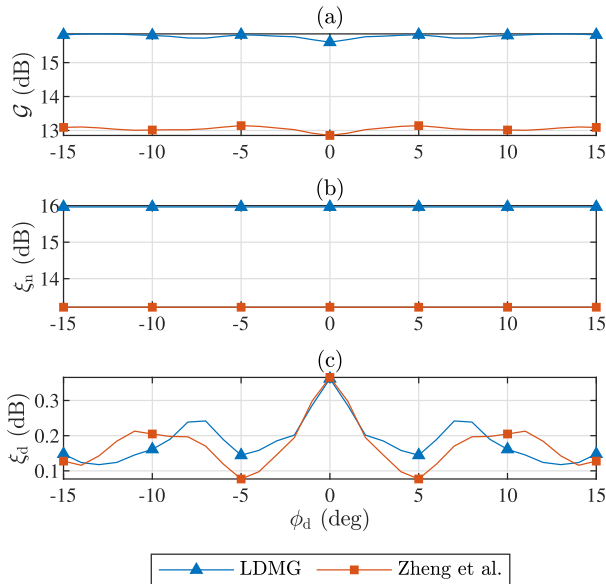 (a)
15
14
13
𝒢 (dB)
-15 -10 -5 0 5 10 15
(b)
16
15
14
ξn (dB)
-15 -10 -5 0 5 10 15
(c)
0.3
0.2
0.1
ξd (dB)
-15 -10 -5 0 5 10 15
ϕd (deg)
LDMG Zheng et al.